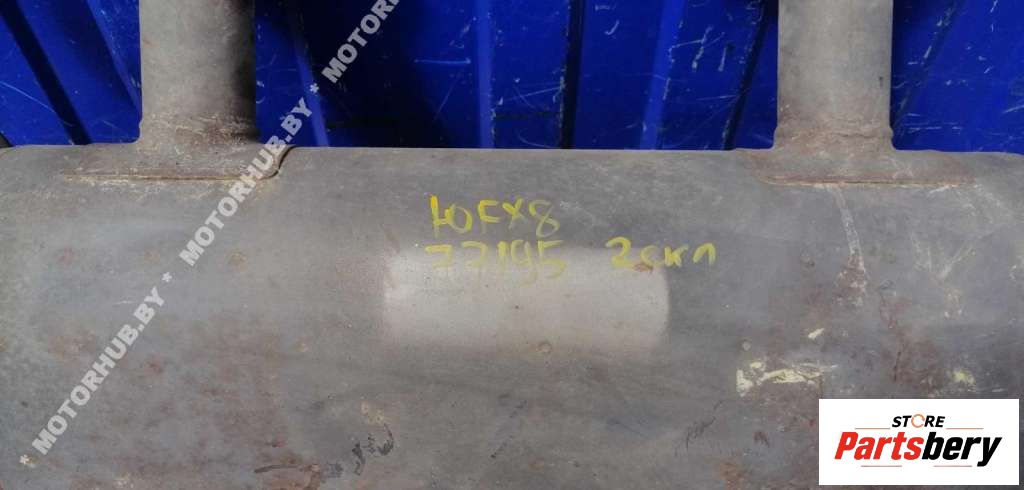 * MOTORHUB.BY * MOTORHUB.BY * MOTORHUB.BY
ЮFX8
77195 2скл
STORE
Partsbery